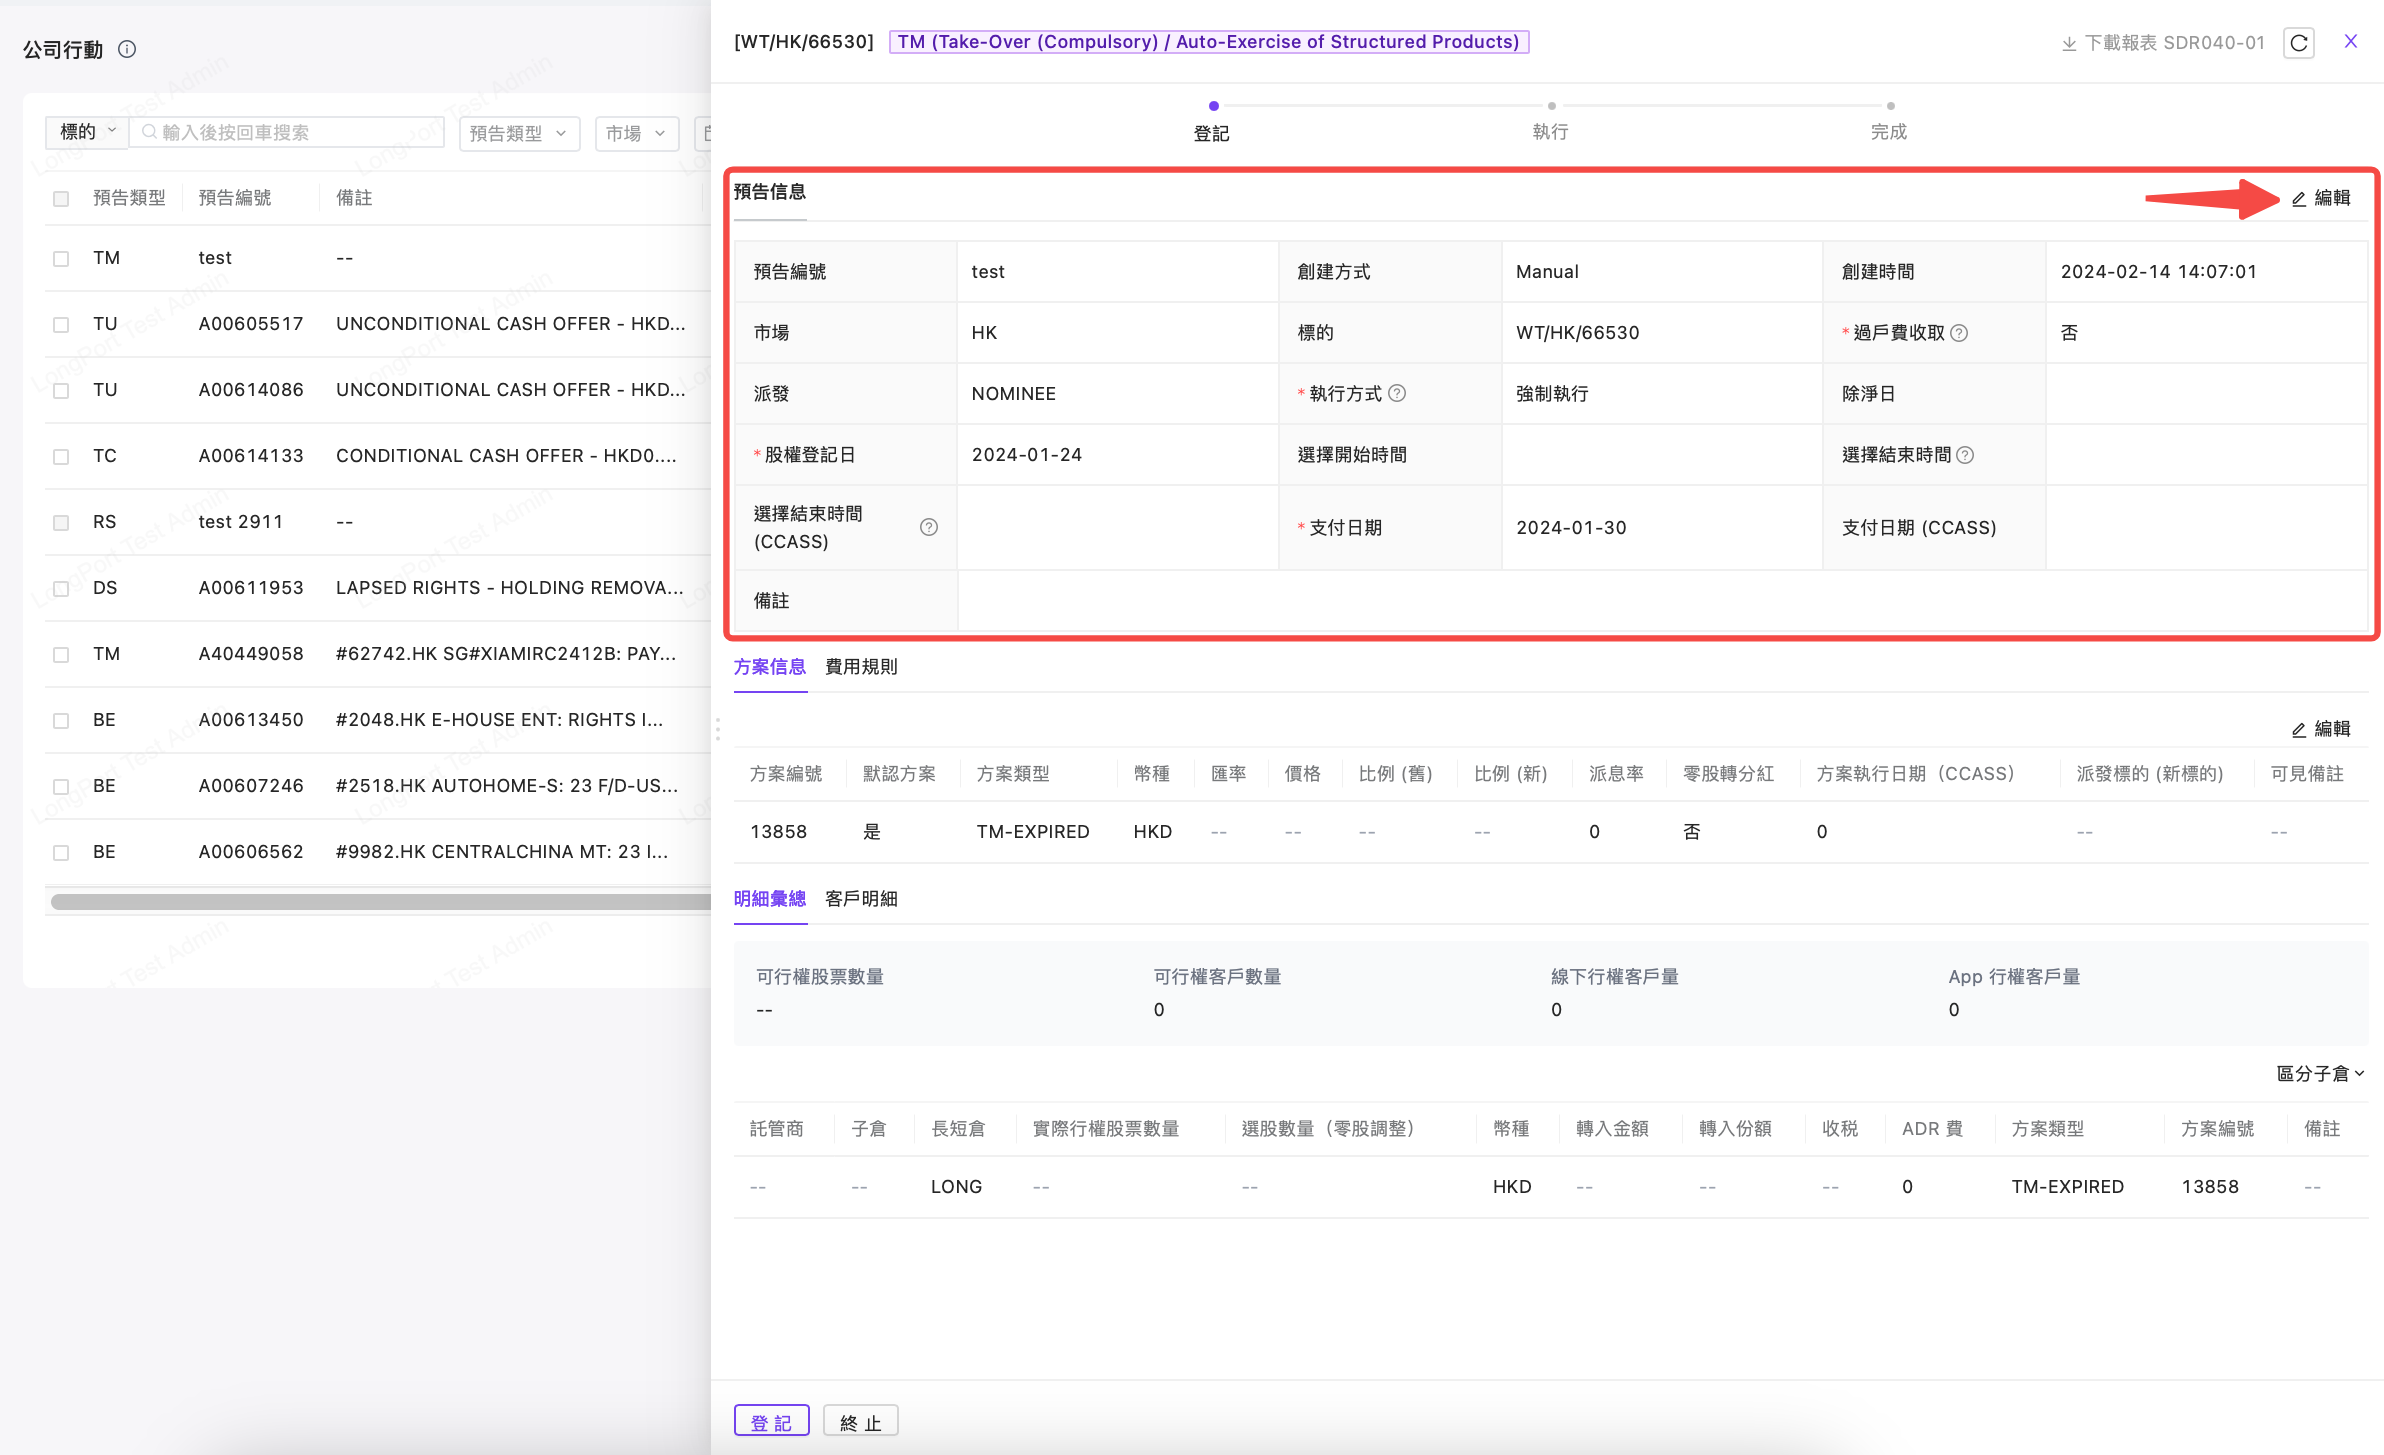 公司行動
標的 輸入後按回車搜索 預告類型 市場
預告類型 預告編號 備註
TM test --
TU A00605517 UNCONDITIONAL CASH OFFER - HKD...
TU A00614086 UNCONDITIONAL CASH OFFER - HKD...
TC A00614133 CONDITIONAL CASH OFFER - HKD0....
RS test 2911 --
DS A00611953 LAPSED RIGHTS - HOLDING REMOVA...
TM A40449058 #62742.HK SG#XIAMIRC2412B: PAY...
BE A00613450 #2048.HK E-HOUSE ENT: RIGHTS I...
BE A00607246 #2518.HK AUTOHOME-S: 23 F/D-US...
BE A00606562 #9982.HK CENTRALCHINA MT: 23 I...
LongPort Test Admin
[WT/HK/66530] TM (Take-Over (Compulsory) / Auto-Exercise of Structured Products) 下載報表 SDR040-01
登記 執行 完成
預告信息 編輯
預告編號 test 創建方式 Manual 創建時間 2024-02-14 14:07:01
市場 HK 標的 WT/HK/66530 *過戶費收取 否
派發 NOMINEE *執行方式 強制執行 除淨日
*股權登記日 2024-01-24 選擇開始時間 選擇結束時間
選擇結束時間
(CCASS) *支付日期 2024-01-30 支付日期 (CCASS)
備註
方案信息 費用規則
編輯
方案編號 默認方案 方案類型 幣種 匯率 價格 比例 (舊) 比例 (新) 派息率 零股轉分紅 方案執行日期（CCASS） 派發標的 (新標的) 可見備註
13858 是 TM-EXPIRED HKD -- -- -- -- 0 否 0 -- --
明細彙總 客戶明細
可行權股票數量 可行權客戶數量 線下行權客戶量 App 行權客戶量
-- 0 0 0
區分子倉
託管商 子倉 長短倉 實際行權股票數量 選股數量（零股調整） 幣種 轉入金額 轉入份額 收税 ADR 費 方案類型 方案編號 備註
-- -- LONG -- -- HKD -- -- -- 0 TM-EXPIRED 13858 --
登 記 終 止